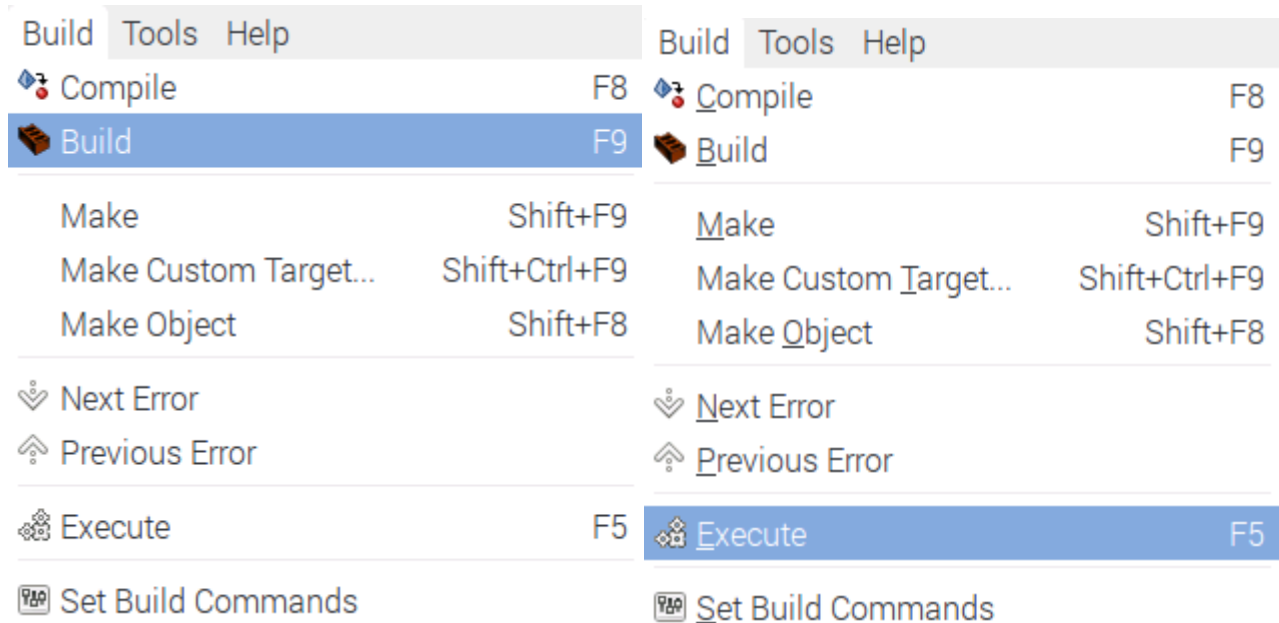 Build Tools Help
Compile F8
Build F9
Make Shift+F9
Make Custom Target... Shift+Ctrl+F9
Make Object Shift+F8
Next Error
Previous Error
Execute F5
Set Build Commands
Build Tools Help
Compile F8
Build F9
Make Shift+F9
Make Custom Target... Shift+Ctrl+F9
Make Object Shift+F8
Next Error
Previous Error
Execute F5
Set Build Commands